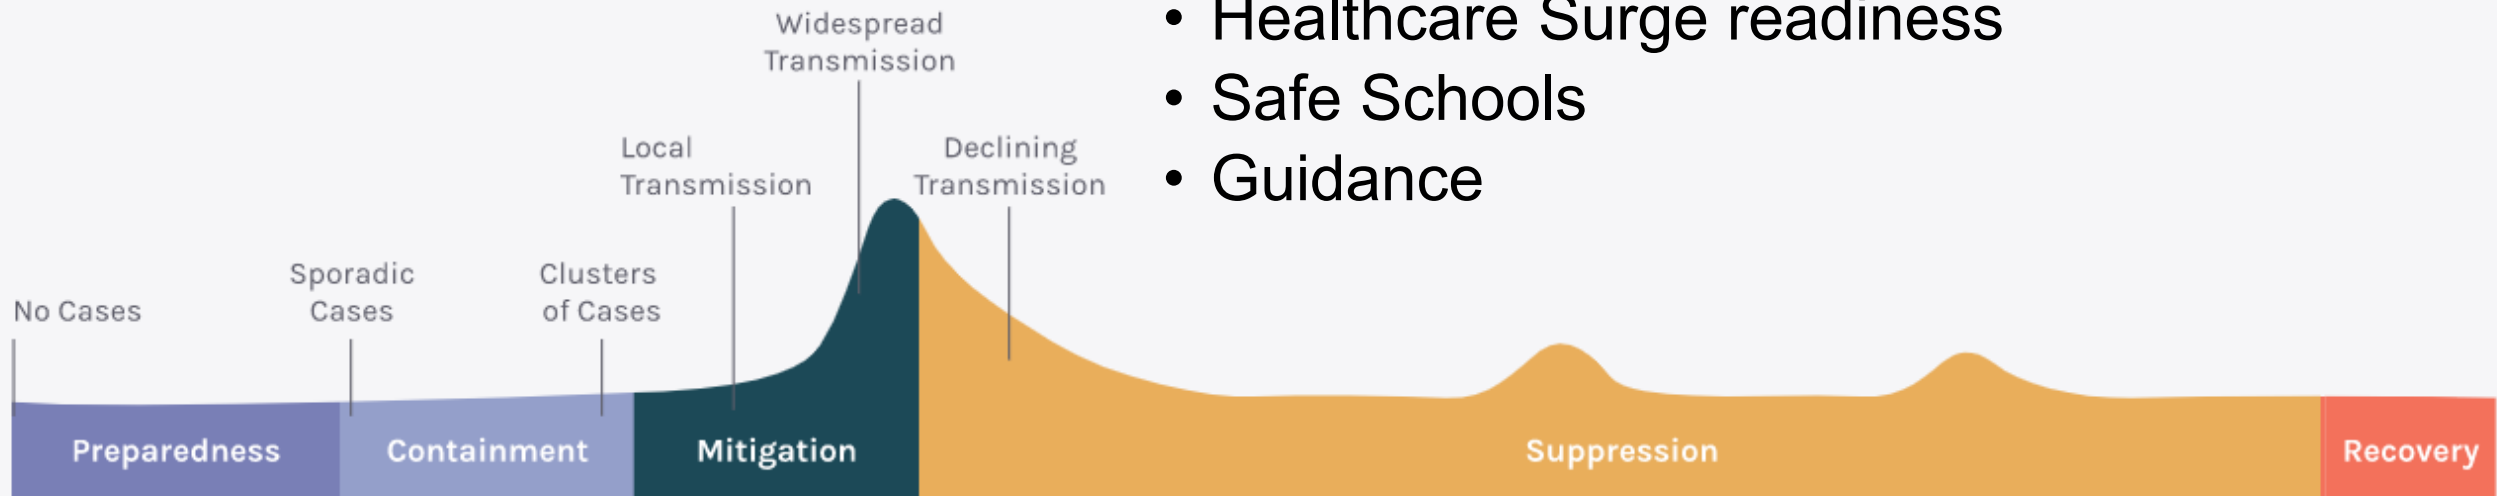 Widespread
Transmission
Local
Transmission
Declining
Transmission
Sporadic
Cases
Clusters
of Cases
No Cases
• Healthcare Surge readiness
• Safe Schools
• Guidance
Preparedness
Containment
Mitigation
Suppression
Recovery